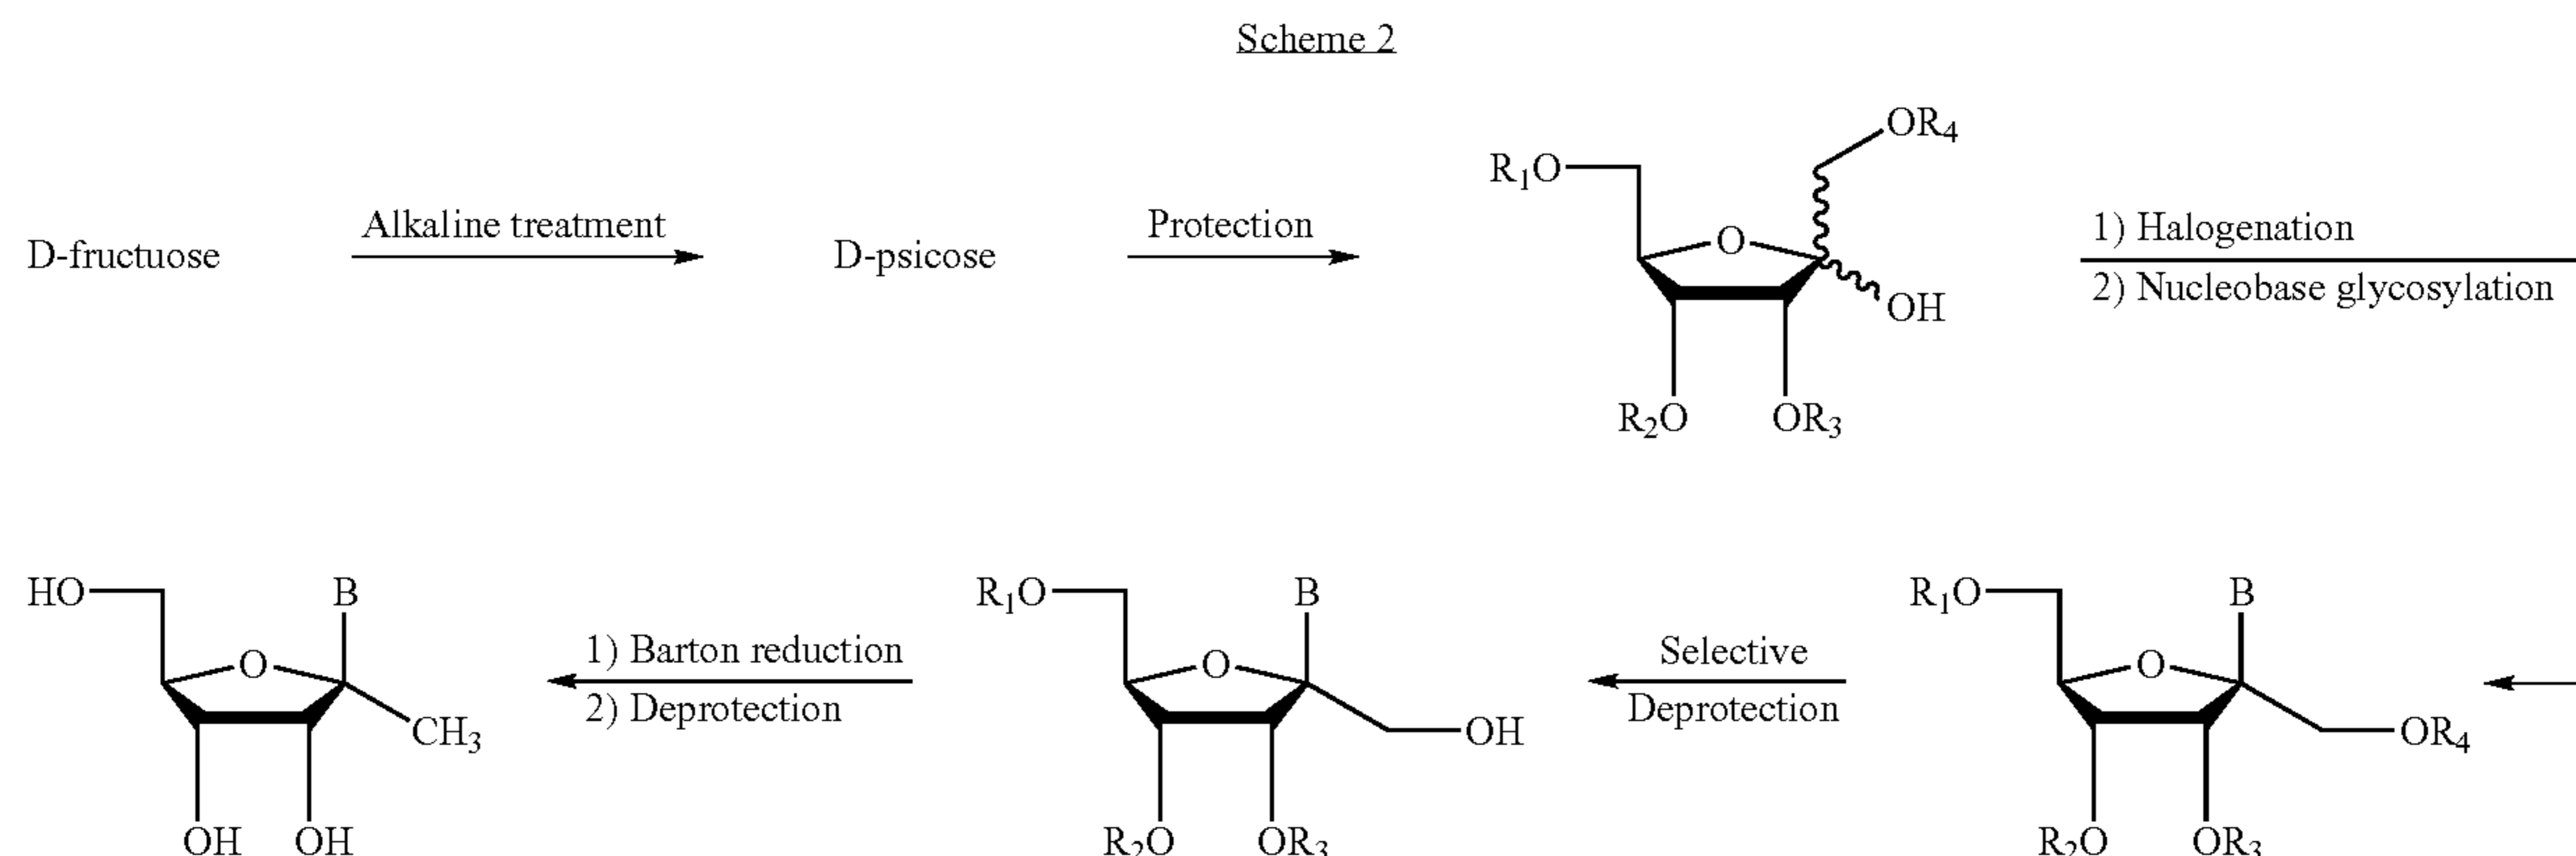 Scheme 2
OR4
R1O
Alkaline treatment
Protection
1) Halogenation
D-fructuose
D-psicose
O
2) Nucleobase glycosylation
OH
R2O
OR3
HO
B
R1O
B
R1O
B
1) Barton reduction
Selective
O
O
O
2) Deprotection
Deprotection
CH3
OH
OR4
OH
OH
R2O
OR3
R2O
OR3